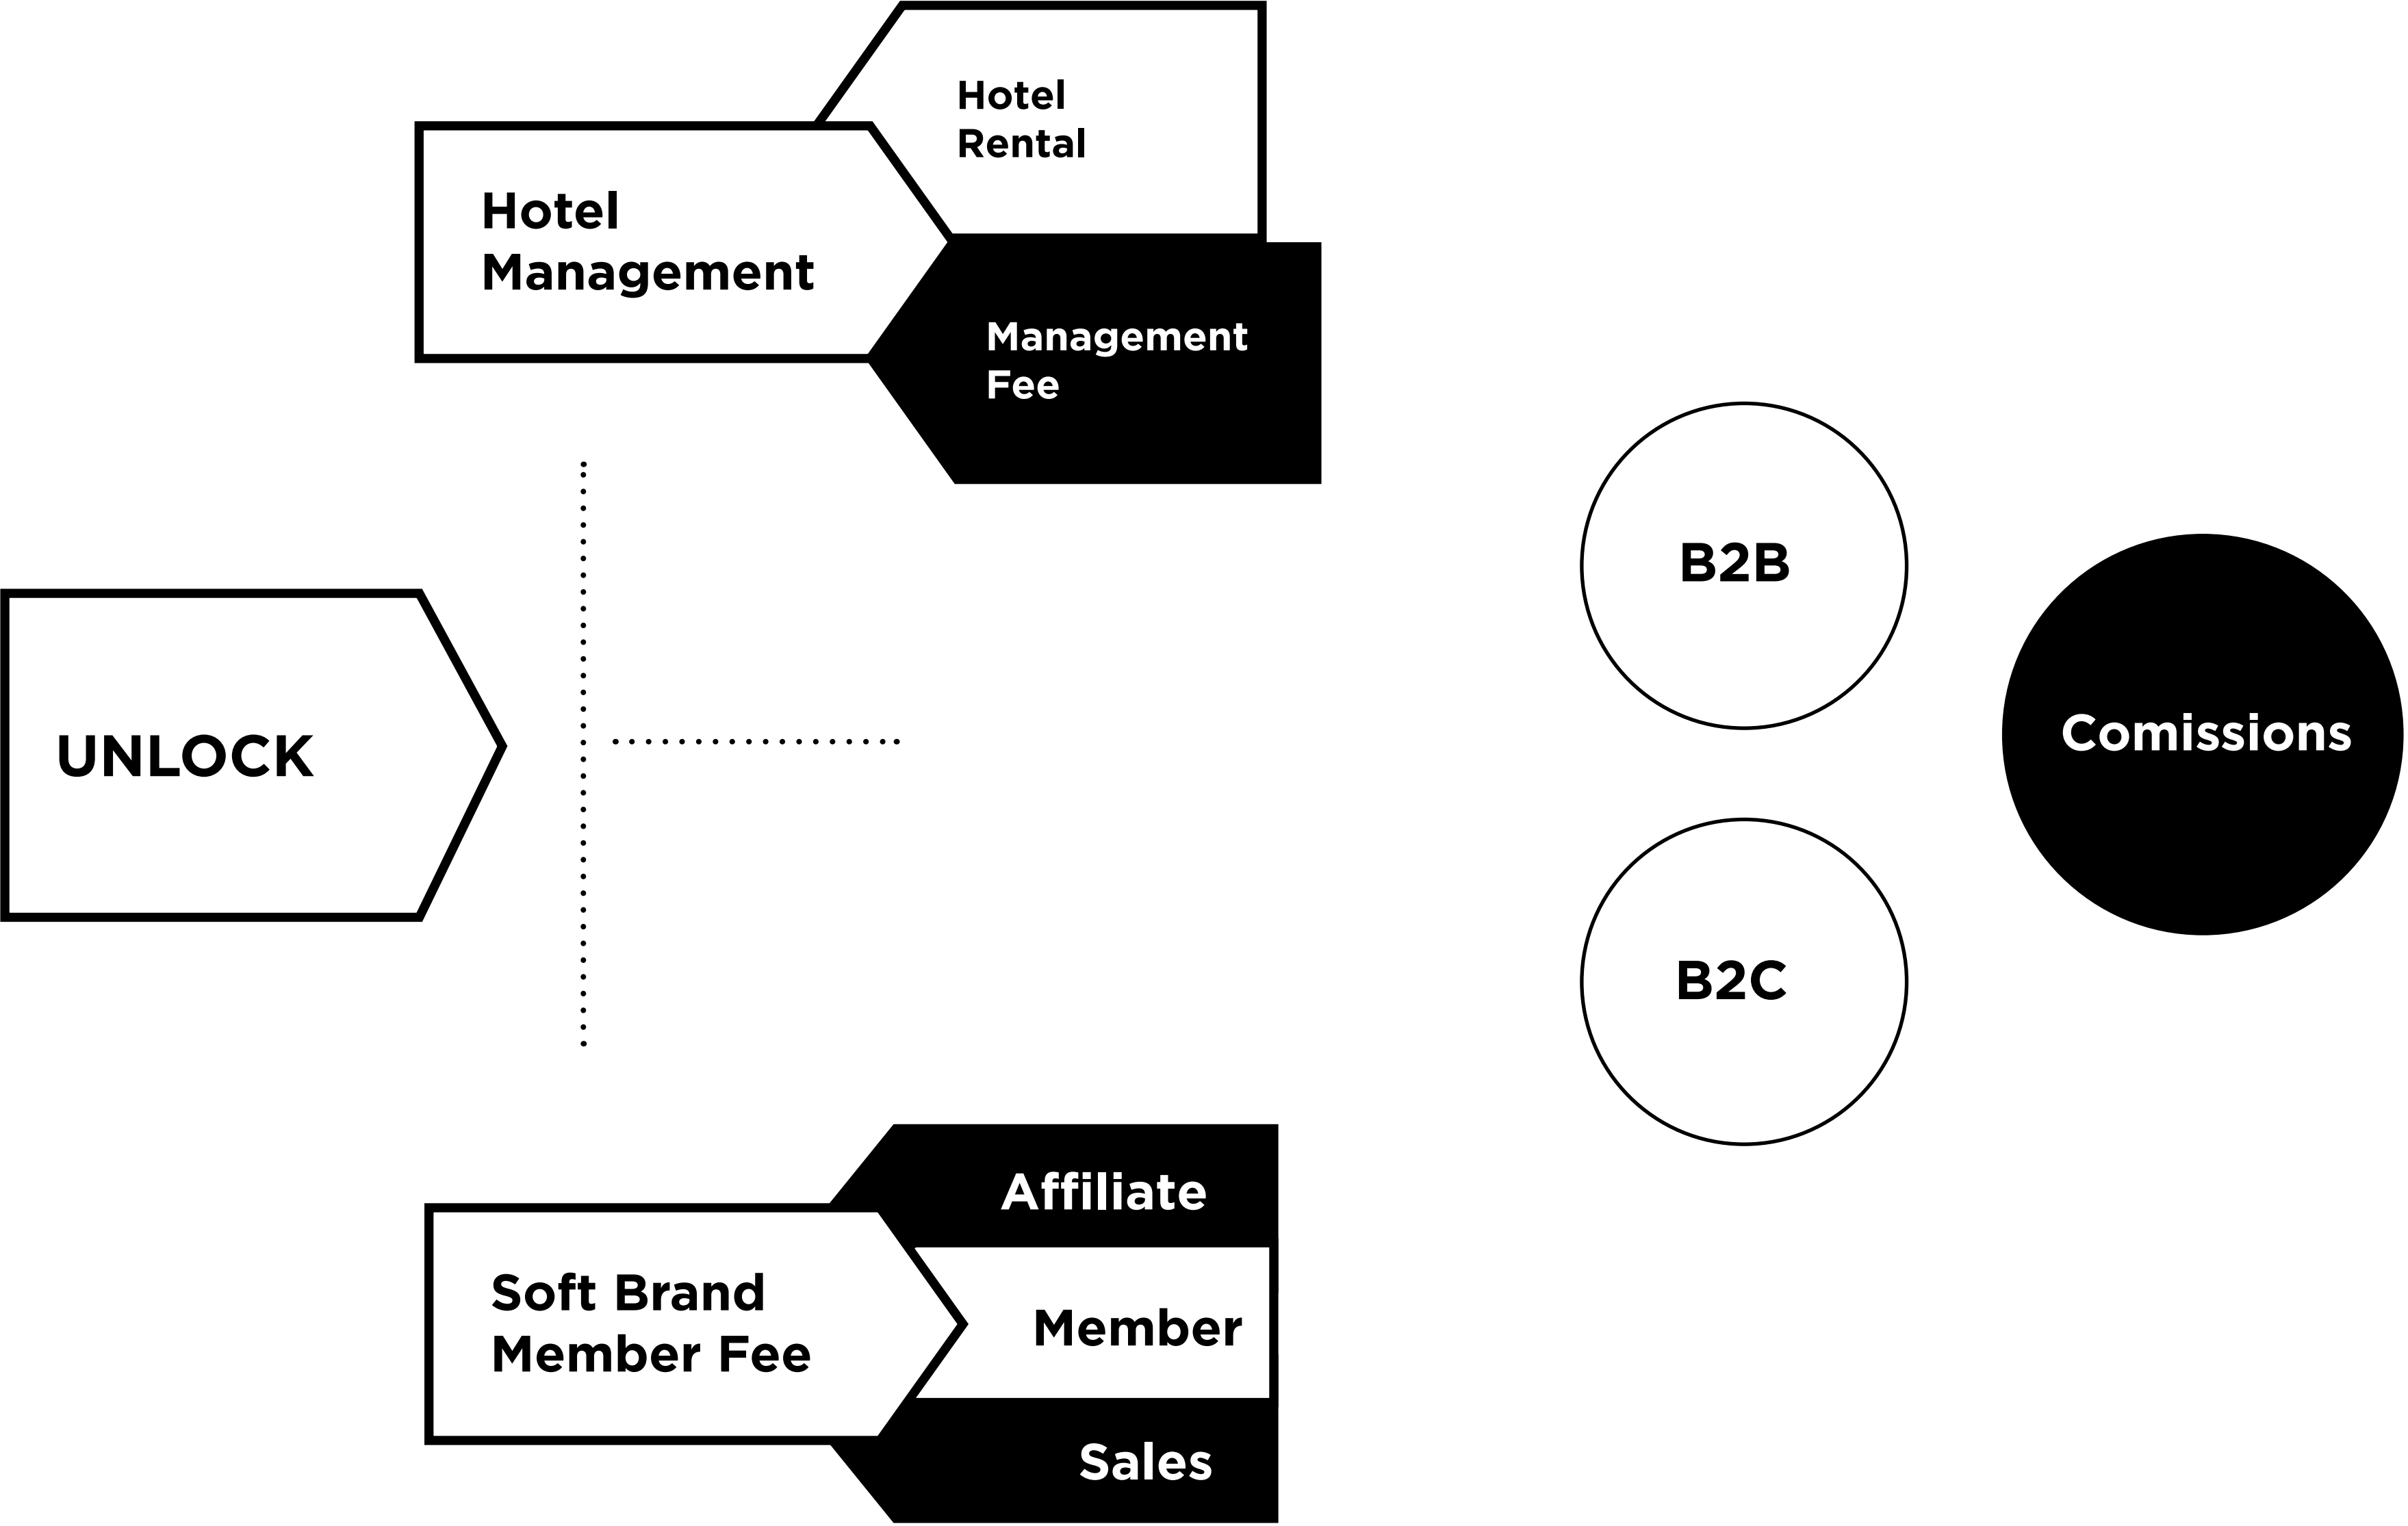 Hotel
Rental
Hotel
Management
Management
Fee
B2B
UNLOCK
Comissions
B2C
Affiliate
Soft Brand
Member Fee
Member
Sales